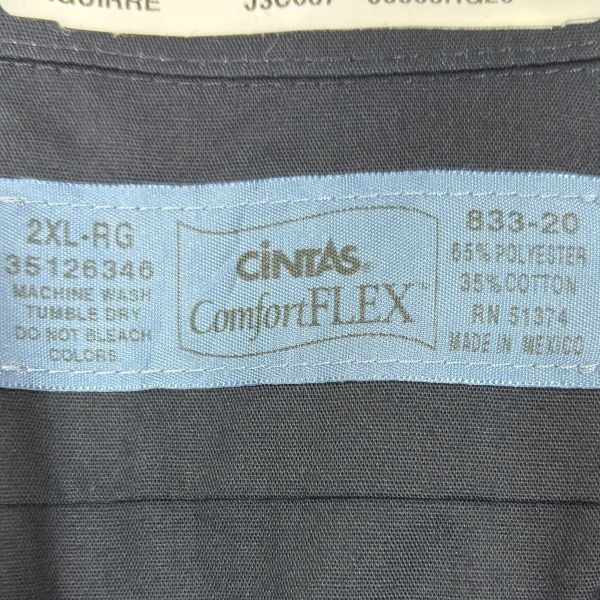 2XL-RG
35126346
MACHINE WASH
TUMBLE DRY
DO NOT BLEACH
COLORS
CiNTAS®
ComfortFLEX™
833-20
65% POLYESTER
35% COTTON
RN 51374
MADE IN MEXICO